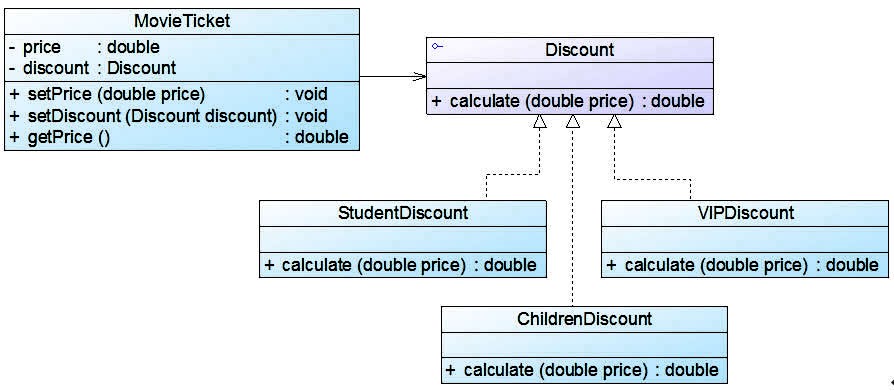 MovieTicket
- price : double
- discount : Discount
+ setPrice (double price) : void
+ setDiscount (Discount discount) : void
+ getPrice () : double
Discount
+ calculate (double price) : double
StudentDiscount
+ calculate (double price) : double
VIPDiscount
+ calculate (double price) : double
ChildrenDiscount
+ calculate (double price) : double